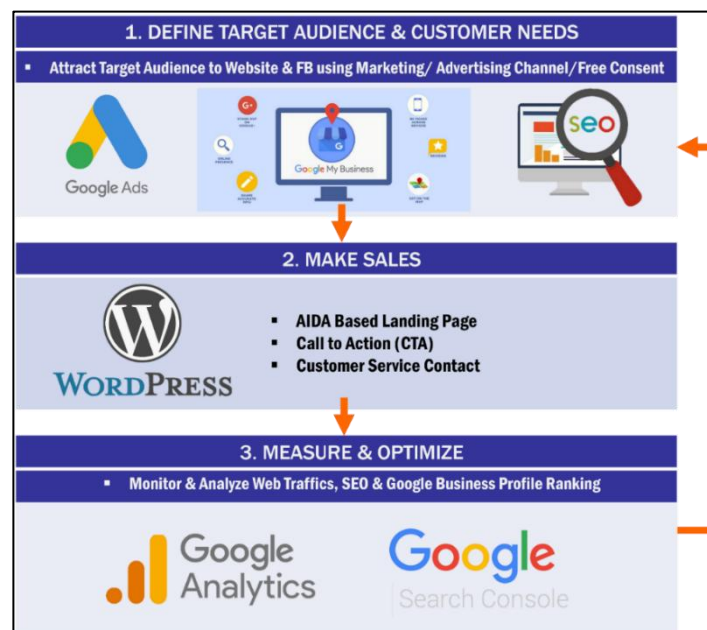 1. DEFINE TARGET AUDIENCE & CUSTOMER NEEDS
▪ Attract Target Audience to Website & FB using Marketing/ Advertising Channel/Free Consent
Google Ads
Google My Business
seo
2. MAKE SALES
WORDPRESS
▪ AIDA Based Landing Page
▪ Call to Action (CTA)
▪ Customer Service Contact
3. MEASURE & OPTIMIZE
▪ Monitor & Analyze Web Traffics, SEO & Google Business Profile Ranking
Google
Analytics
Google
Search Console